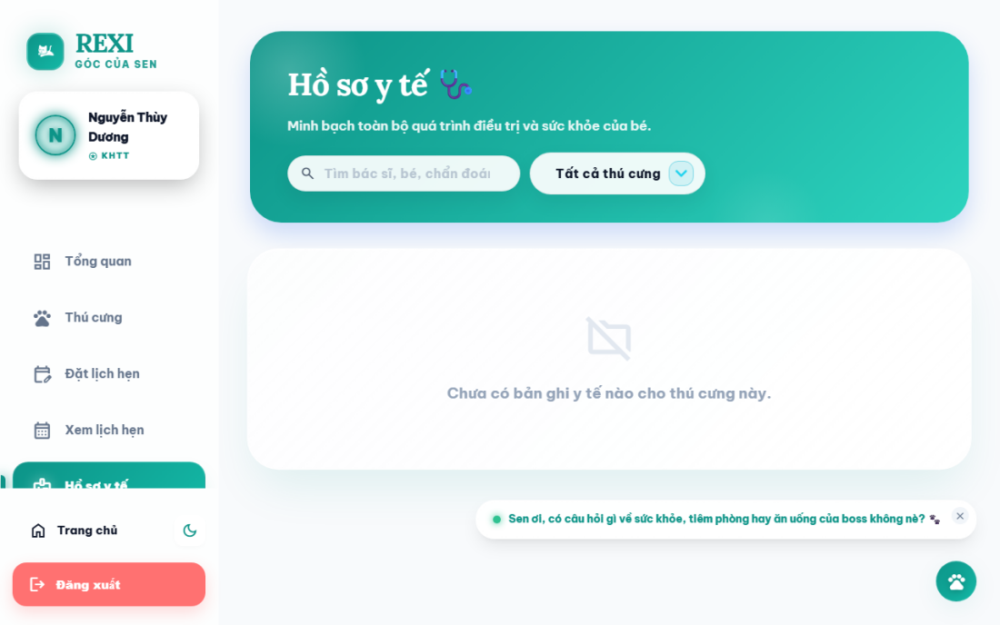 REXI
GÓC CỦA SEN
N
Nguyễn Thùy
Dương
KHTT
Tổng quan
Thú cưng
Đặt lịch hẹn
Xem lịch hẹn
Hồ sơ y tế
Trang chủ
Đăng xuất
Hồ sơ y tế
Minh bạch toàn bộ quá trình điều trị và sức khỏe của bé.
Tìm bác sĩ, bé, chẩn đoán
Tất cả thú cưng
Chưa có bản ghi y tế nào cho thú cưng này.
Sen ơi, có câu hỏi gì về sức khỏe, tiêm phòng hay ăn uống của boss không nè?